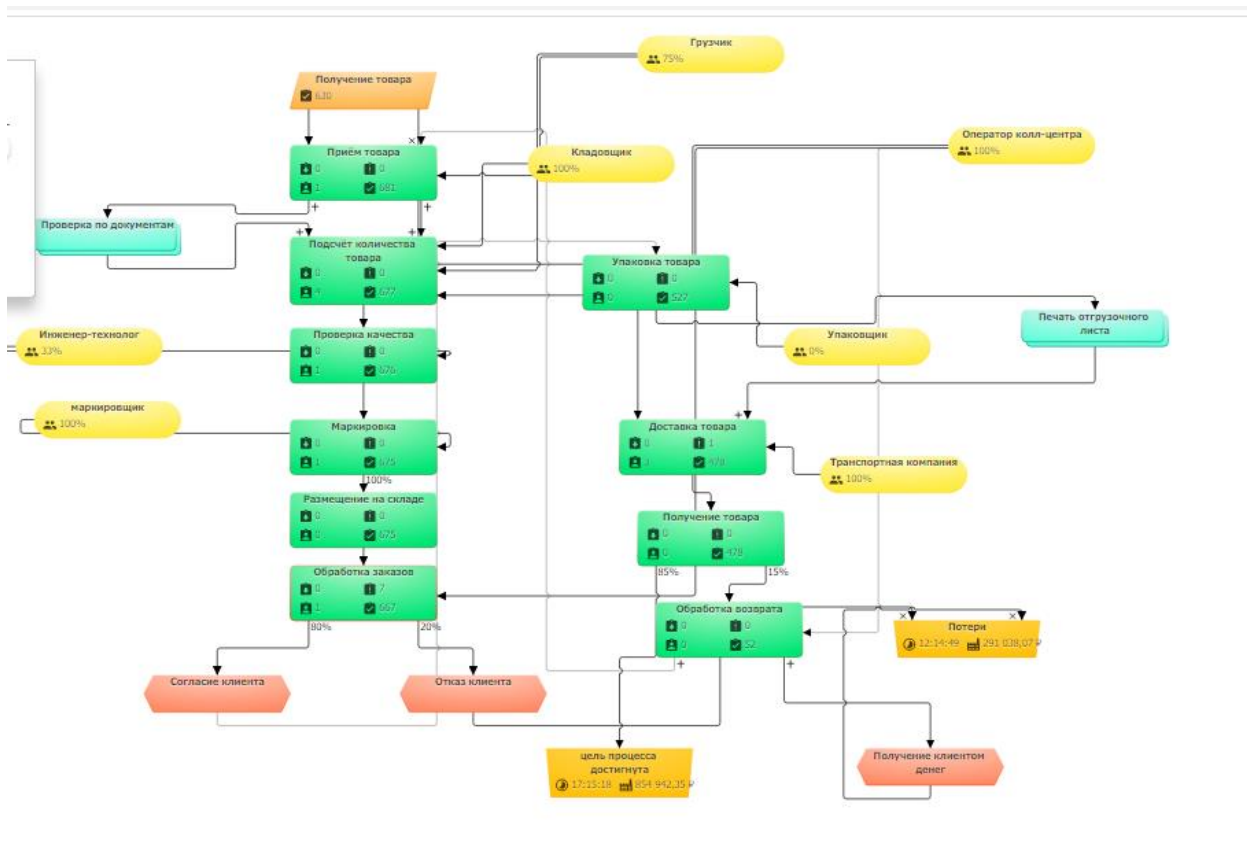 Грузчик
75%
Получение товара
630
Оператор колл-центра
100%
Приём товара
0 0
1 681
Кладовщик
100%
Проверка по документам
Подсчёт количества
товара
0 0
4 677
Упаковка товара
0 0
0 527
Печать отгрузочного
листа
Инженер-технолог
33%
Проверка качества
0 0
1 676
Упаковщик
0%
маркировщик
100%
Маркировка
0 0
1 675
100%
Доставка товара
0 1
3 478
Транспортная компания
100%
Размещение на складе
0 0
0 675
Получение товара
0 0
0 478
85% 15%
Обработка заказов
0 7
1 667
80% 20%
Обработка возврата
0 0
0 52
Потери
12:14:49 291 038,07 ₽
Согласие клиента
Отказ клиента
цель процесса
достигнута
17:15:18 854 942,35 ₽
Получение клиентом
денег